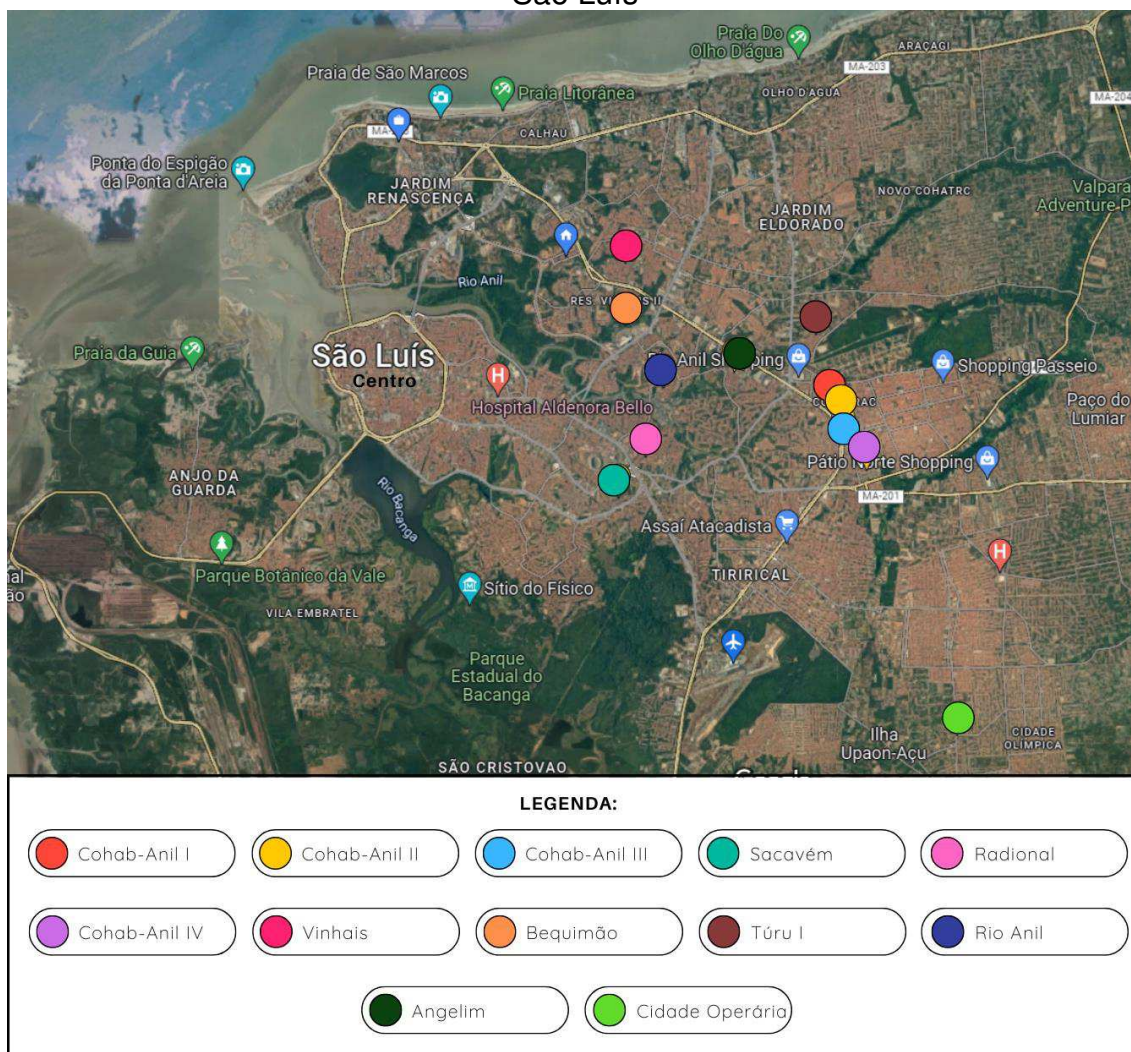 São Luís
Praia Do
Olho D'água
ARAÇAGI
MA-203
Praia de São Marcos
Praia Litorânea
OLHO D'AGUA
MA-204
CALHAU
Ponta do Espigão
da Ponta d'Areia
JARDIM
RENASCENÇA
NOVO COHATRC
Valpara
Adventure P
JARDIM
ELDORADO
Rio Anil
São Luís
Centro
Praia da Guia
Anil Shopping
Shopping Passeio
Hospital Aldenora Bello
Paço do
Lumiar
ANJO DA
GUARDA
Rio Bacanga
Pátio Norte Shopping
MA-201
Assaí Atacadista
Parque Botânico da Vale
TIRIRICAL
Sítio do Físico
VILA EMBRATEL
Parque
Estadual do
Bacanga
Ilha
Upaon-Açu
CIDADE
OLÍMPICA
SÃO CRISTOVAO
LEGENDA:
Cohab-Anil I
Cohab-Anil II
Cohab-Anil III
Sacavém
Radional
Cohab-Anil IV
Vinhais
Bequimão
Túru I
Rio Anil
Angelim
Cidade Operária